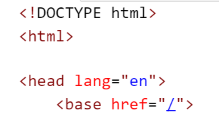 <!DOCTYPE html>
<html>
<head lang="en">
<base href="/">